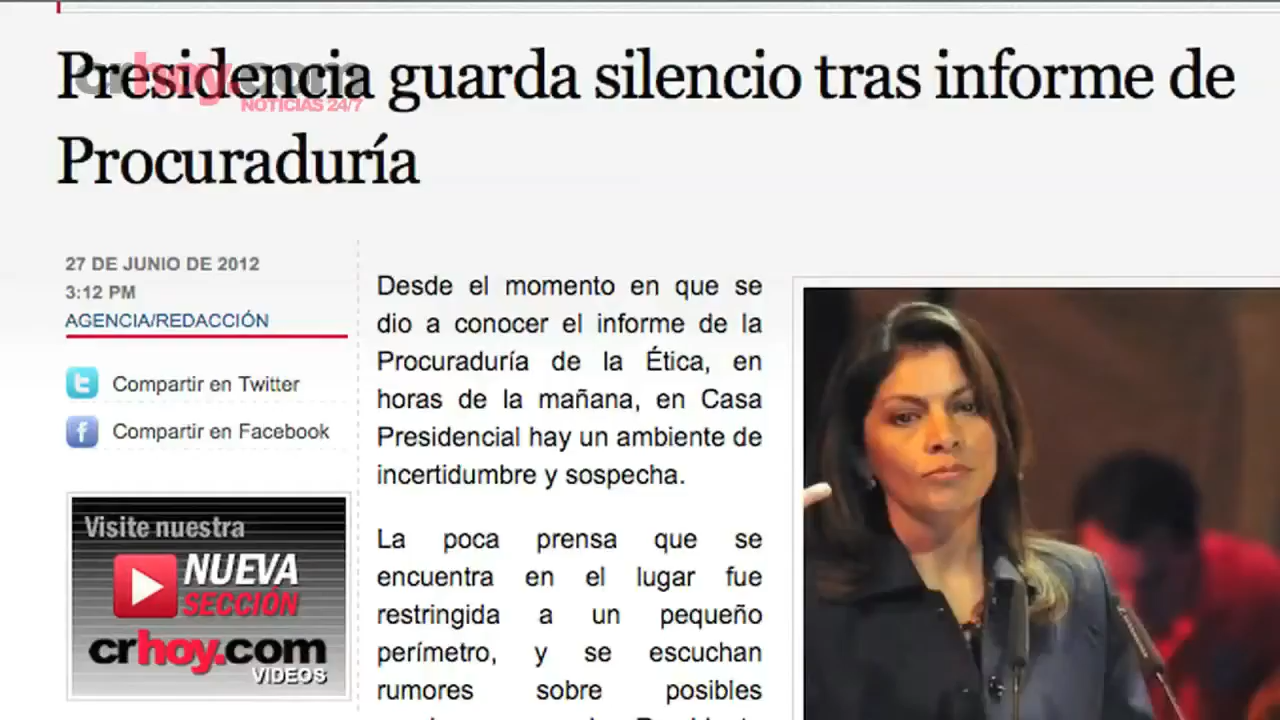 Presidencia guarda silencio tras informe de
Procuraduría
crhoy.com
NOTICIAS 24/7
27 DE JUNIO DE 2012
3:12 PM
AGENCIA/REDACCIÓN
Compartir en Twitter
Compartir en Facebook
Visite nuestra
NUEVA
SECCIÓN
crhoy.com
VIDEOS
Desde el momento en que se
dio a conocer el informe de la
Procuraduría de la Ética, en
horas de la mañana, en Casa
Presidencial hay un ambiente de
incertidumbre y sospecha.
La poca prensa que se
encuentra en el lugar fue
restringida a un pequeño
perímetro, y se escuchan
rumores sobre posibles